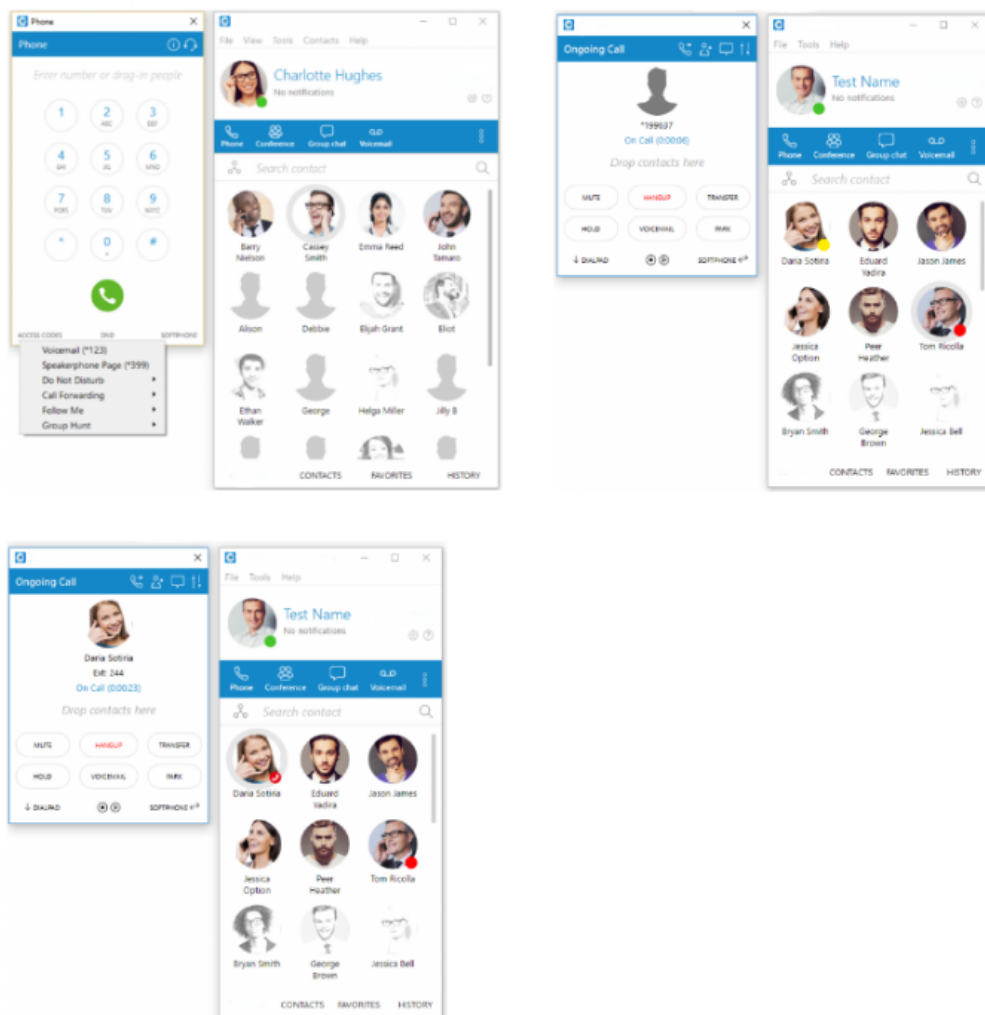 Phone
Phone
Enter number or drag-in people
1
2
ABC
3
DEF
4
GHI
5
JKL
6
MNO
7
PQRS
8
TUV
9
WXYZ
*
0
+
#
ACCESS CODES DND SOFTPHONE
Voicemail (*123)
Speakerphone Page (*399)
Do Not Disturb
Call Forwarding
Follow Me
Group Hunt
File View Tools Contacts Help
Charlotte Hughes
No notifications
Phone Conference Group chat Voicemail
Search contact
Barry Nielson
Cassey Smith
Emma Reed
John Tamaro
Alison
Debbie
Elijah Grant
Eliot
Ethan Walker
George
Helga Miller
Jilly B
CONTACTS FAVORITES HISTORY
Ongoing Call
*199637
On Call (0:00:06)
Drop contacts here
MUTE HANGUP TRANSFER
HOLD VOICEMAIL PARK
DIALPAD SOFTPHONE
File Tools Help
Test Name
No notifications
Phone Conference Group chat Voicemail
Search contact
Daria Sotiria
Eduard Vadira
Jason James
Jessica Option
Peer Heather
Tom Ricolla
Bryan Smith
George Brown
Jessica Bell
CONTACTS FAVORITES HISTORY
Ongoing Call
Daria Sotiria
Ext: 244
On Call (0:00:23)
Drop contacts here
MUTE HANGUP TRANSFER
HOLD VOICEMAIL PARK
DIALPAD SOFTPHONE
File Tools Help
Test Name
No notifications
Phone Conference Group chat Voicemail
Search contact
Daria Sotiria
Eduard Vadira
Jason James
Jessica Option
Peer Heather
Tom Ricolla
Bryan Smith
George Brown
Jessica Bell
CONTACTS FAVORITES HISTORY